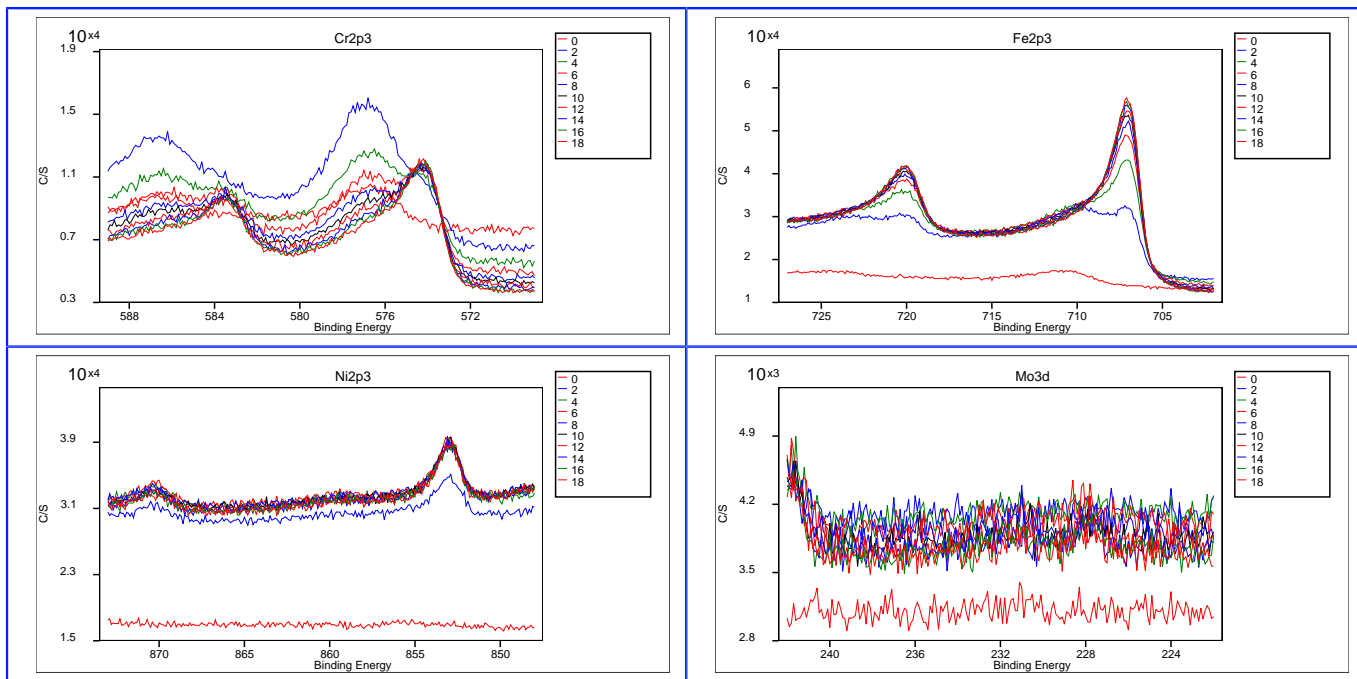 Cr2p3
10x4
1.9
1.5
1.1
0.7
0.3
C/S
588 584 580 576 572
Binding Energy
0
2
4
6
8
10
12
14
16
18
Fe2p3
10x4
6
5
4
3
2
1
C/S
725 720 715 710 705
Binding Energy
0
2
4
6
8
10
12
14
16
18
Ni2p3
10x4
3.9
3.1
2.3
1.5
C/S
870 865 860 855 850
Binding Energy
0
2
4
6
8
10
12
14
16
18
Mo3d
10x3
4.9
4.2
3.5
2.8
C/S
240 236 232 228 224
Binding Energy
0
2
4
6
8
10
12
14
16
18